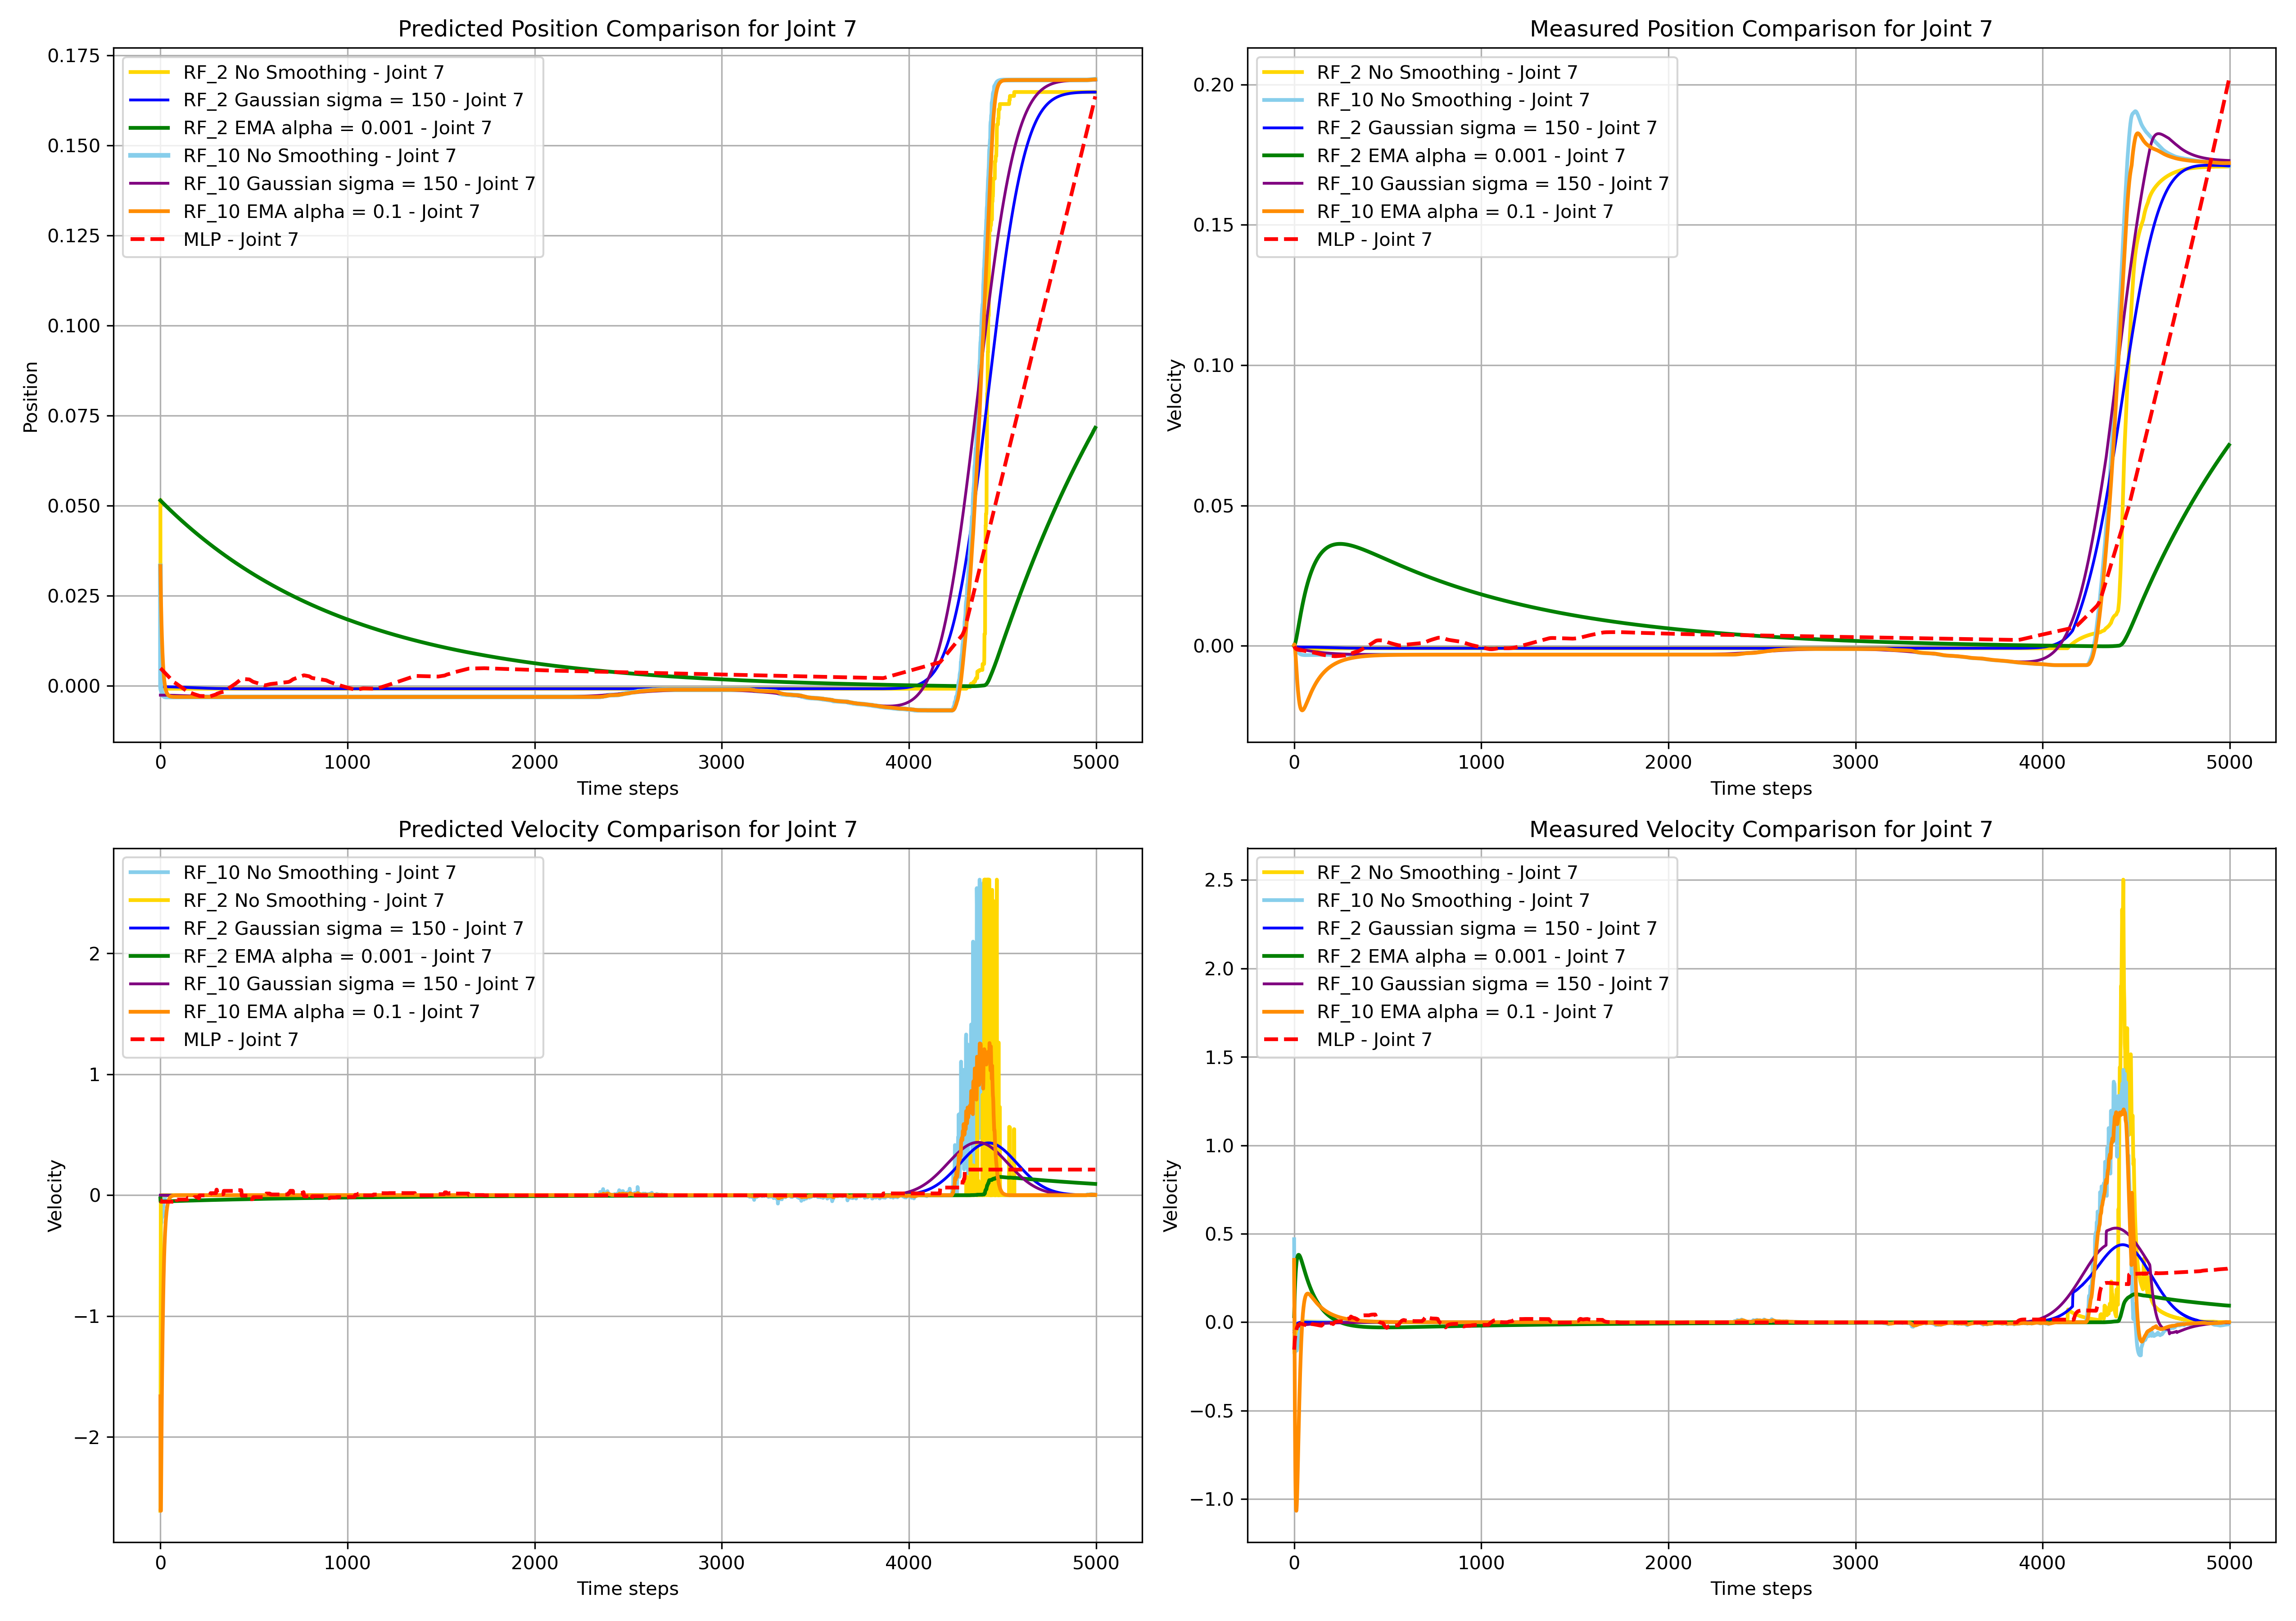 Predicted Position Comparison for Joint 7
0.175
0.150
0.125
0.100
0.075
0.050
0.025
0.000
Position
RF_2 No Smoothing - Joint 7
RF_2 Gaussian sigma = 150 - Joint 7
RF_2 EMA alpha = 0.001 - Joint 7
RF_10 No Smoothing - Joint 7
RF_10 Gaussian sigma = 150 - Joint 7
RF_10 EMA alpha = 0.1 - Joint 7
MLP - Joint 7
0 1000 2000 3000 4000 5000
Time steps
Measured Position Comparison for Joint 7
0.20
0.15
0.10
0.05
0.00
Velocity
RF_2 No Smoothing - Joint 7
RF_10 No Smoothing - Joint 7
RF_2 Gaussian sigma = 150 - Joint 7
RF_2 EMA alpha = 0.001 - Joint 7
RF_10 Gaussian sigma = 150 - Joint 7
RF_10 EMA alpha = 0.1 - Joint 7
MLP - Joint 7
0 1000 2000 3000 4000 5000
Time steps
Predicted Velocity Comparison for Joint 7
2
1
0
−1
−2
Velocity
RF_10 No Smoothing - Joint 7
RF_2 No Smoothing - Joint 7
RF_2 Gaussian sigma = 150 - Joint 7
RF_2 EMA alpha = 0.001 - Joint 7
RF_10 Gaussian sigma = 150 - Joint 7
RF_10 EMA alpha = 0.1 - Joint 7
MLP - Joint 7
0 1000 2000 3000 4000 5000
Time steps
Measured Velocity Comparison for Joint 7
2.5
2.0
1.5
1.0
0.5
0.0
−0.5
−1.0
Velocity
RF_2 No Smoothing - Joint 7
RF_10 No Smoothing - Joint 7
RF_2 Gaussian sigma = 150 - Joint 7
RF_2 EMA alpha = 0.001 - Joint 7
RF_10 Gaussian sigma = 150 - Joint 7
RF_10 EMA alpha = 0.1 - Joint 7
MLP - Joint 7
0 1000 2000 3000 4000 5000
Time steps